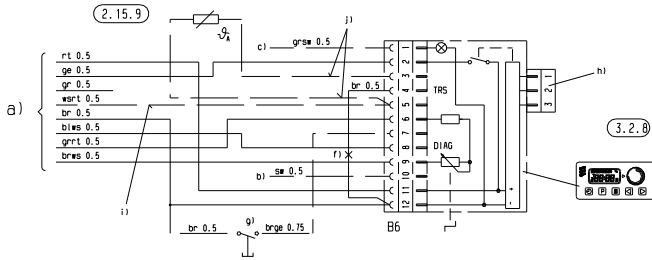 2.15.9
ϑA
j)
c) grsw 0.5
rt 0.5
ge 0.5
gr 0.5
wsrt 0.5
br 0.5
blws 0.5
grrt 0.5
brws 0.5
a)
br 0.5
f)
b) sw 0.5
i)
g)
br 0.5
brge 0.75
1
2
3
4
5
6
7
8
9
10
11
12
TRS
DIAG
+
-
B6
1
2
3
h)
3.2.8
P